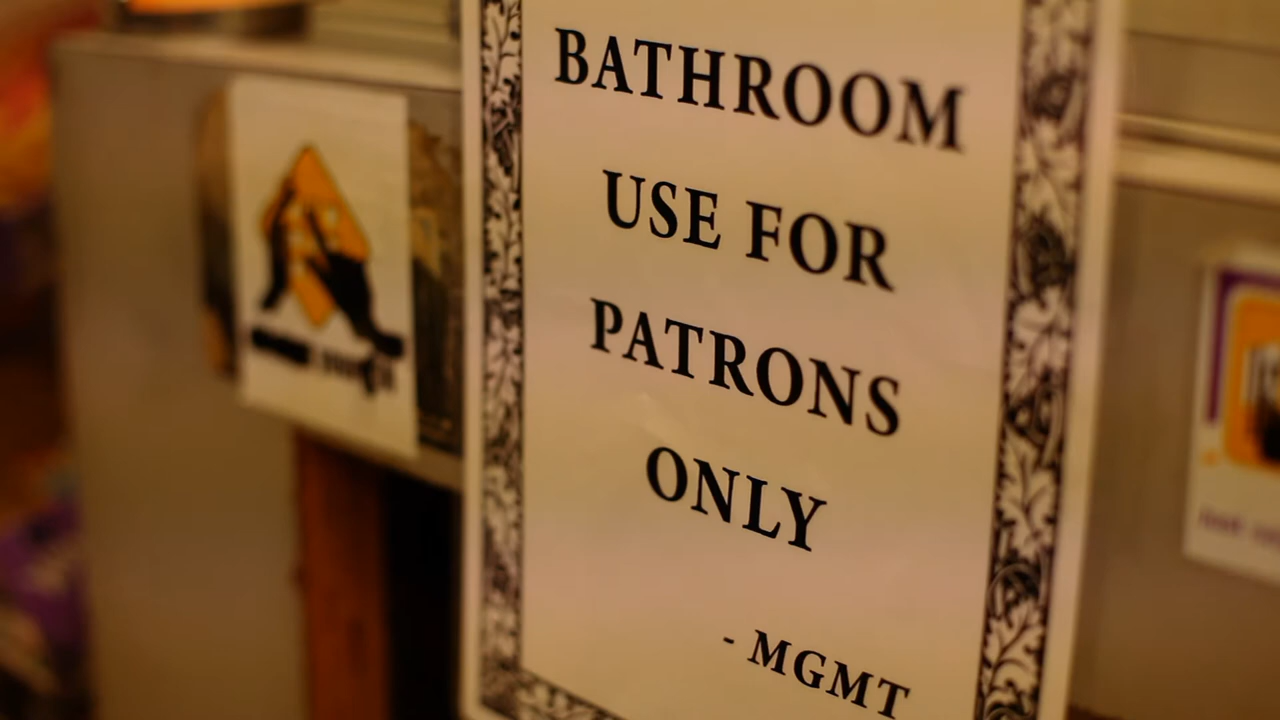 BATHROOM
USE FOR
PATRONS
ONLY
- MGMT